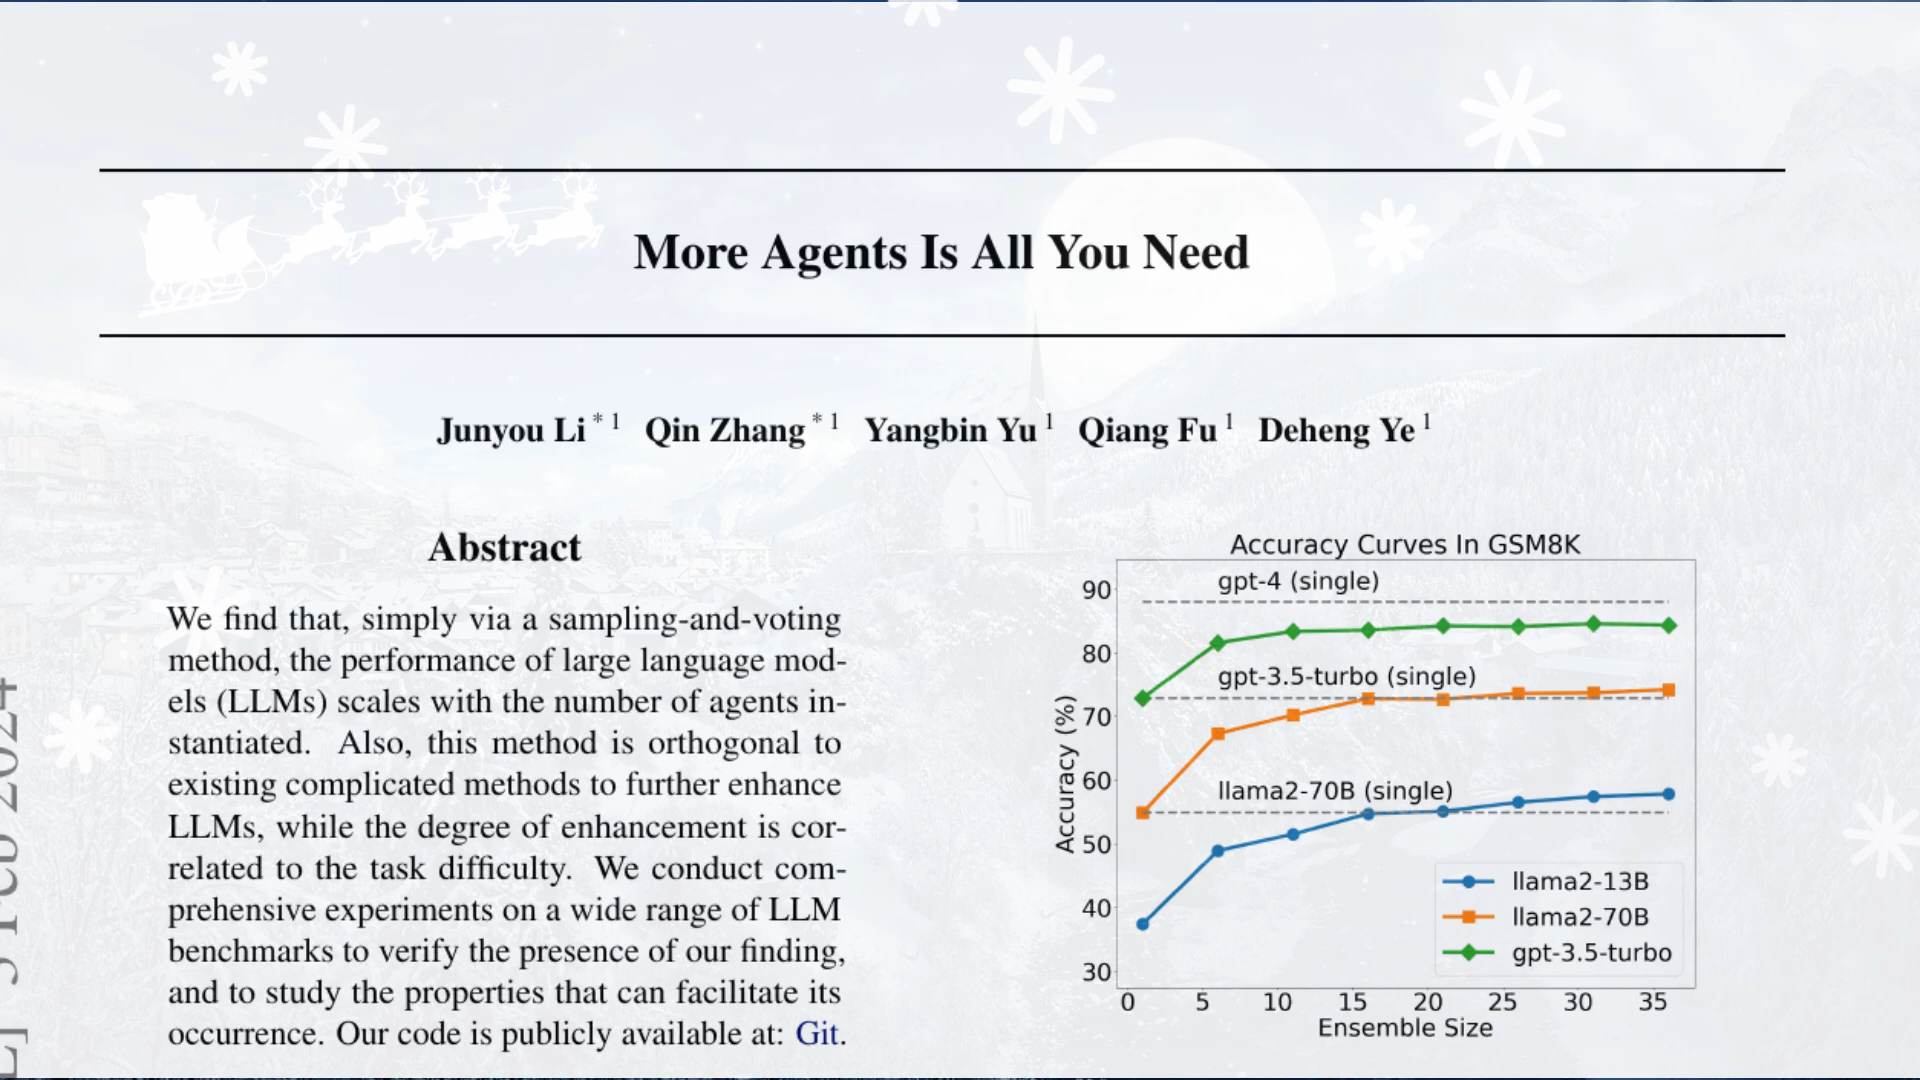 More Agents Is All You Need
Junyou Li * 1 Qin Zhang * 1 Yangbin Yu 1 Qiang Fu 1 Deheng Ye 1
Abstract
We find that, simply via a sampling-and-voting
method, the performance of large language mod-
els (LLMs) scales with the number of agents in-
stantiated. Also, this method is orthogonal to
existing complicated methods to further enhance
LLMs, while the degree of enhancement is cor-
related to the task difficulty. We conduct com-
prehensive experiments on a wide range of LLM
benchmarks to verify the presence of our finding,
and to study the properties that can facilitate its
occurrence. Our code is publicly available at: Git.
Accuracy Curves In GSM8K
gpt-4 (single)
gpt-3.5-turbo (single)
llama2-70B (single)
Accuracy (%)
90
80
70
60
50
40
30
llama2-13B
llama2-70B
gpt-3.5-turbo
0 5 10 15 20 25 30 35
Ensemble Size
Feb 2024